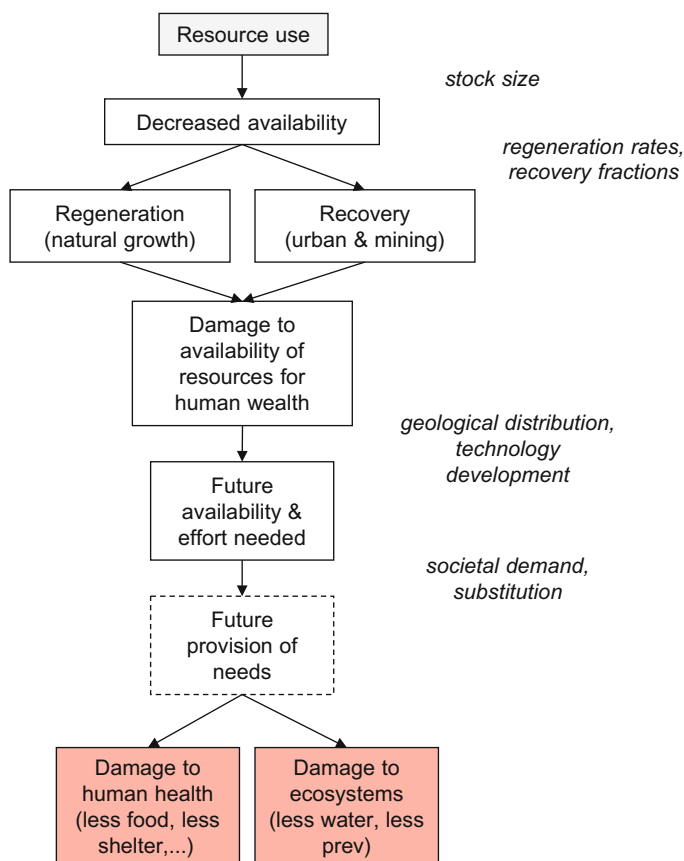 Resource use
stock size
Decreased availability
regeneration rates,
recovery fractions
Regeneration
(natural growth)
Recovery
(urban & mining)
Damage to
availability of
resources for
human wealth
geological distribution,
technology
development
Future
availability &
effort needed
societal demand,
substitution
Future
provision of
needs
Damage to
human health
(less food, less
shelter,...)
Damage to
ecosystems
(less water, less
prev)